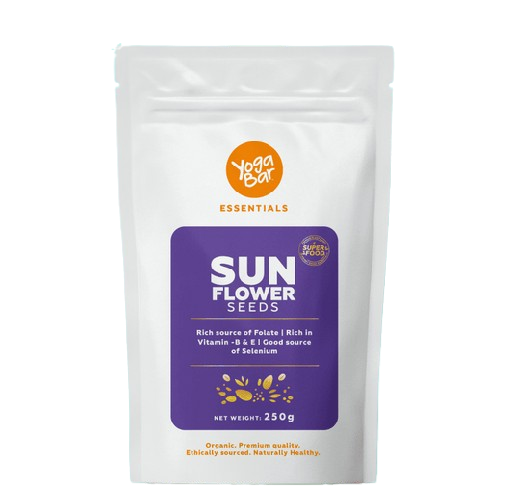 Yoga
Bar
ESSENTIALS
SUPER
FOOD
SUN
FLOWER
SEEDS
Rich source of Folate | Rich in
Vitamin -B & E | Good source
of Selenium
NET WEIGHT: 250g
Organic. Premium quality.
Ethically sourced. Naturally Healthy.